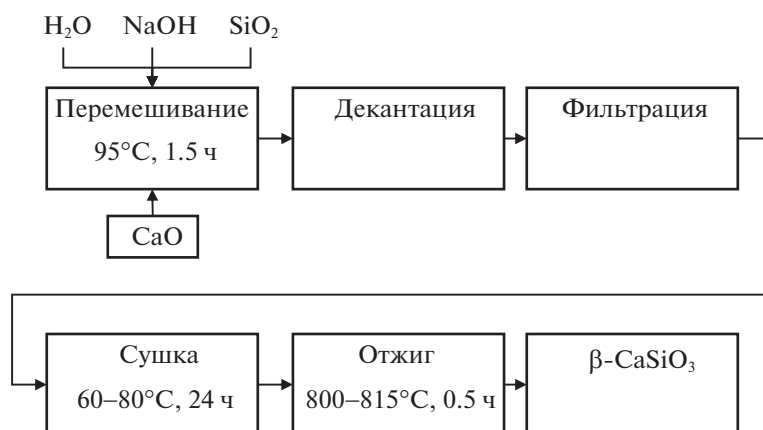 H₂O NaOH SiO₂
Перемешивание Декантация Фильтрация
95°C, 1.5 ч
CaO
Сушка Отжиг β-CaSiO₃
60–80°C, 24 ч 800–815°C, 0.5 ч